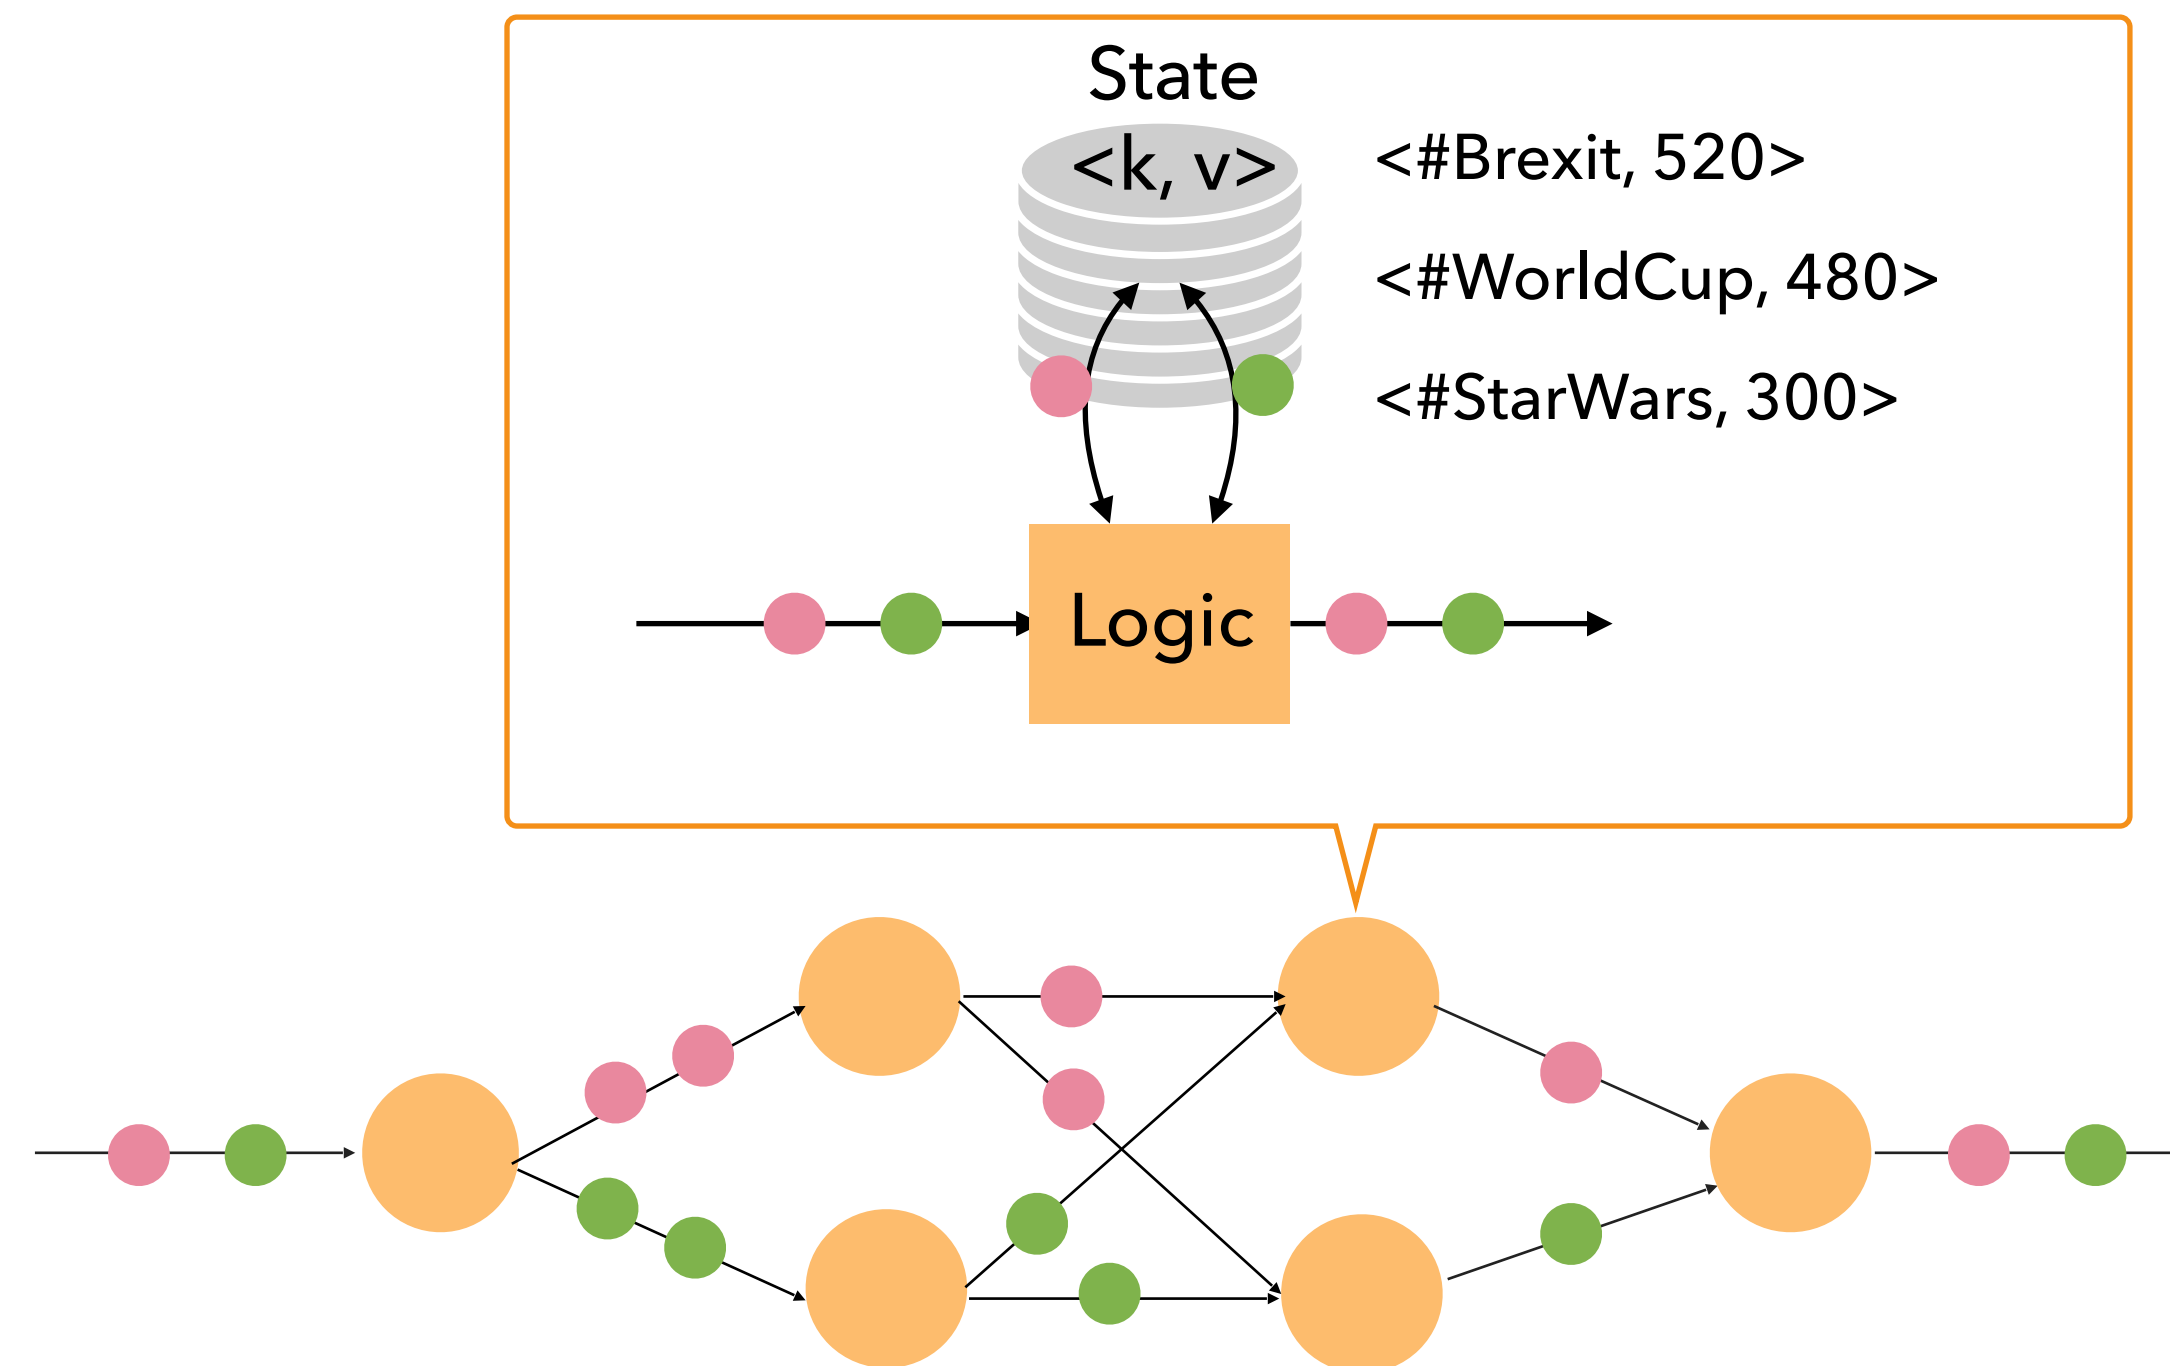 State
<k, v>
<#Brexit, 520>
<#WorldCup, 480>
<#StarWars, 300>
Logic